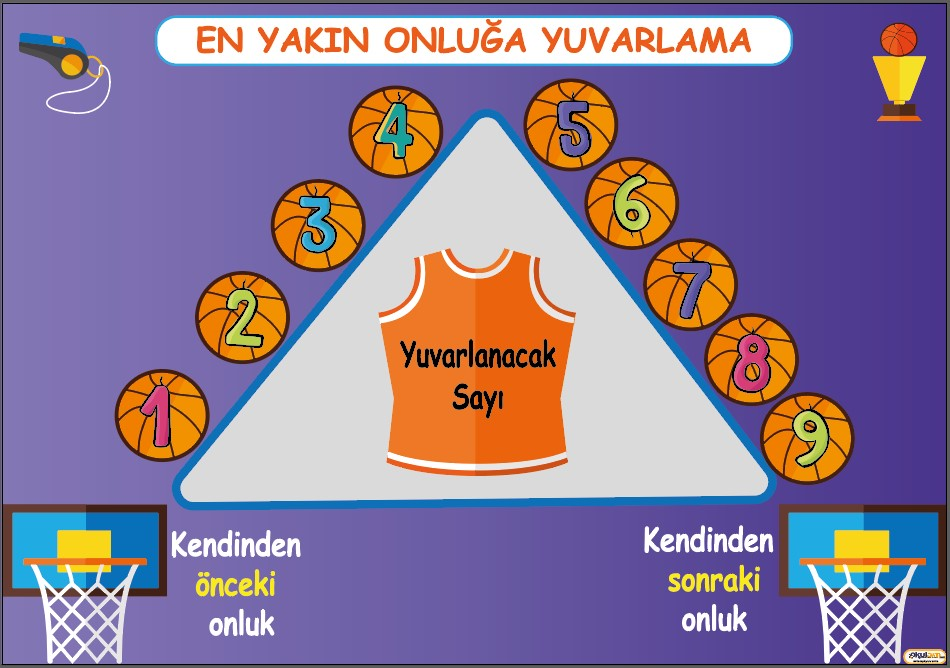 EN YAKIN ONLUĞA YUVARLAMA
4
5
3
6
2
7
1
8
9
Yuvarlanacak
Sayı
Kendinden
önceki
onluk
Kendinden
sonraki
onluk